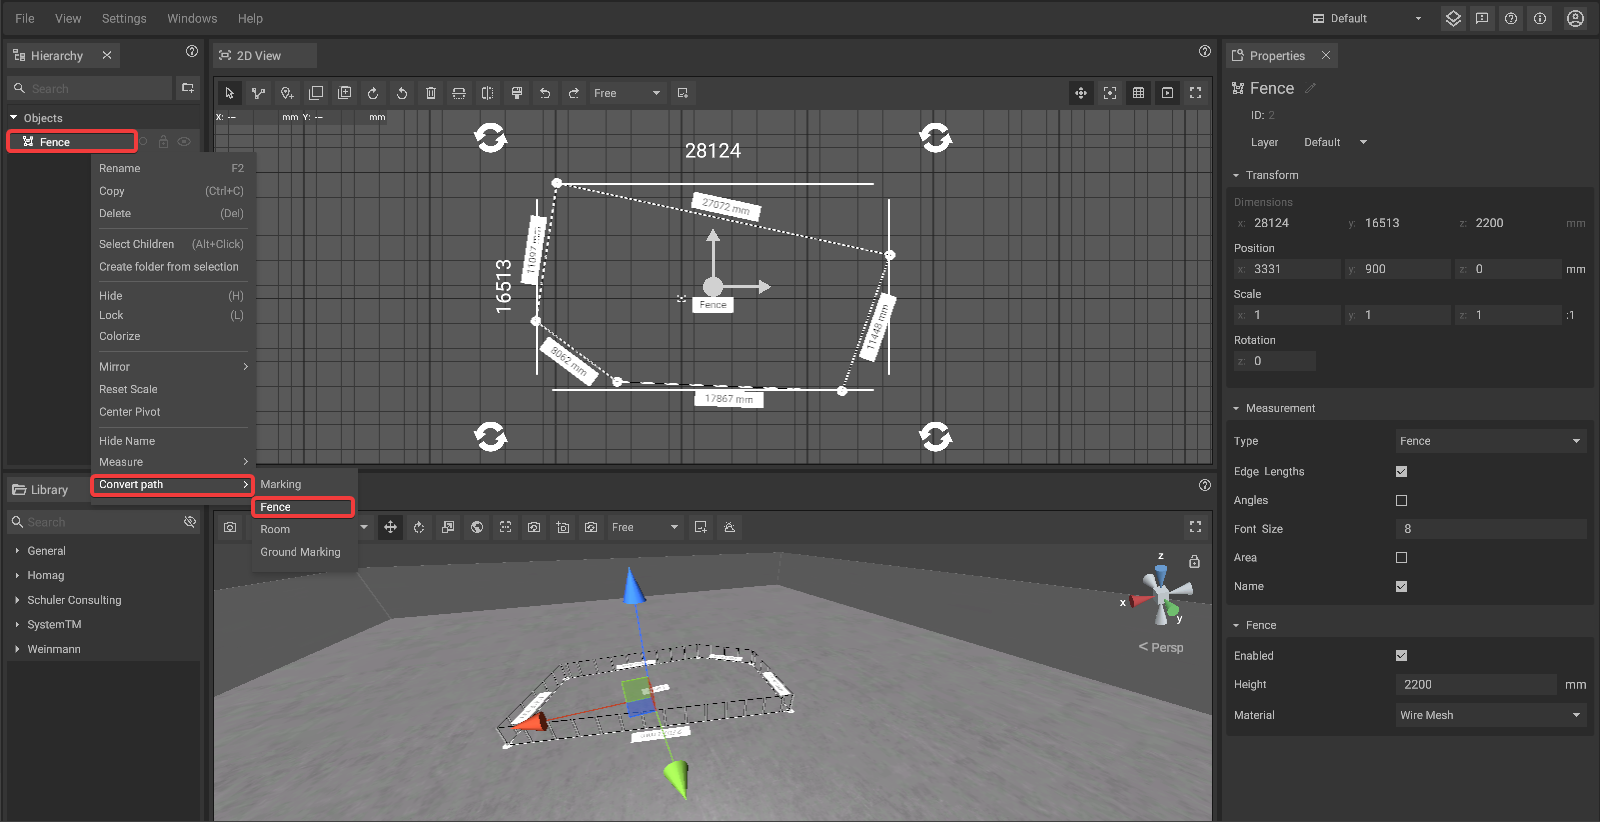 File View Settings Windows Help Default
Hierarchy 2D View Properties
Search
Free
X: -- mm Y: -- mm
Objects
Fence
Rename F2
Copy (Ctrl+C)
Delete (Del)
Select Children (Alt+Click)
Create folder from selection
Hide (H)
Lock (L)
Colorize
Mirror
Reset Scale
Center Pivot
Hide Name
Measure
Convert path
Marking
Fence
Room
Ground Marking
28124
27072 mm
11097 mm
16513
Fence
11448 mm
8062 mm
17867 mm
Library
Search
General
Homag
Schuler Consulting
SystemTM
Weinmann
Free
z
x
y
< Persp
Fence
ID: 2
Layer Default
Transform
Dimensions
x: 28124 y: 16513 z: 2200 mm
Position
x: 3331 y: 900 z: 0 mm
Scale
x: 1 y: 1 z: 1 :1
Rotation
z: 0
Measurement
Type Fence
Edge Lengths
Angles
Font Size 8
Area
Name
Fence
Enabled
Height 2200 mm
Material Wire Mesh